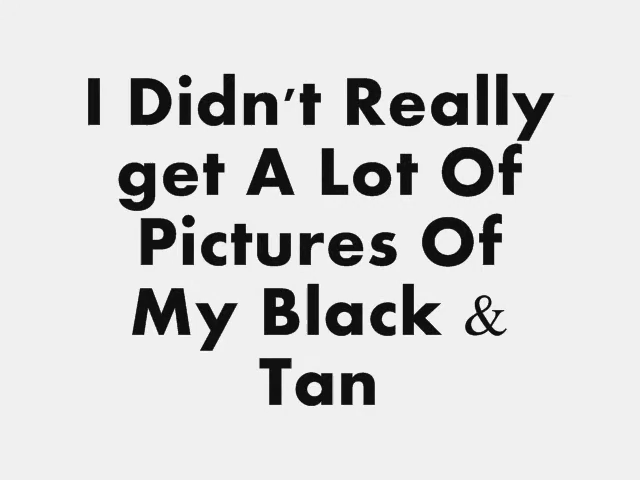 I Didn't Really
get A Lot Of
Pictures Of
My Black &
Tan